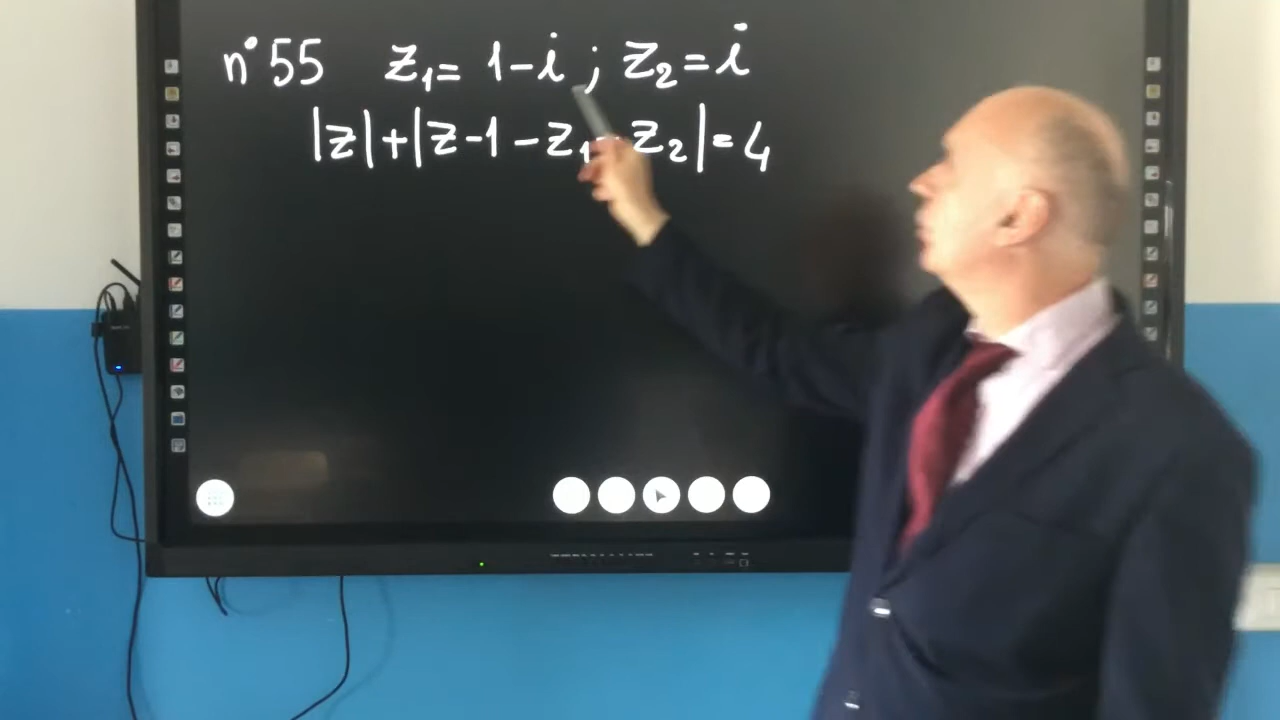 n°55 z₁= 1-i ; z₂=i
|z|+|z-1-z₁- z₂|=4